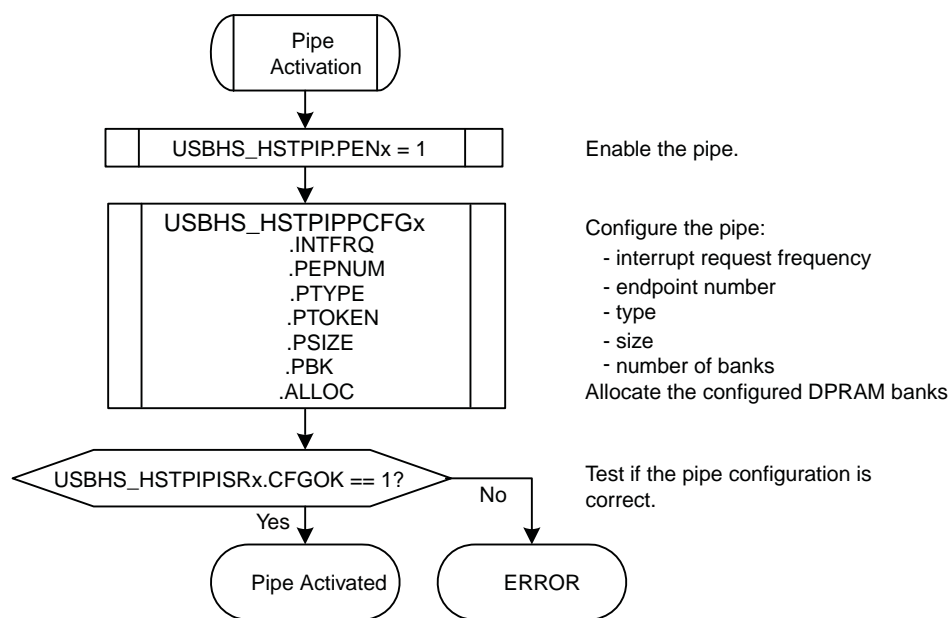 Pipe
Activation
USBHS_HSTPIP.PENx = 1
Enable the pipe.
USBHS_HSTPIPPCFGx
.INTFRQ
.PEPNUM
.PTYPE
.PTOKEN
.PSIZE
.PBK
.ALLOC
Configure the pipe:
- interrupt request frequency
- endpoint number
- type
- size
- number of banks
Allocate the configured DPRAM banks
USBHS_HSTPIPISRx.CFGOK == 1?
Test if the pipe configuration is
correct.
No
Yes
Pipe Activated
ERROR